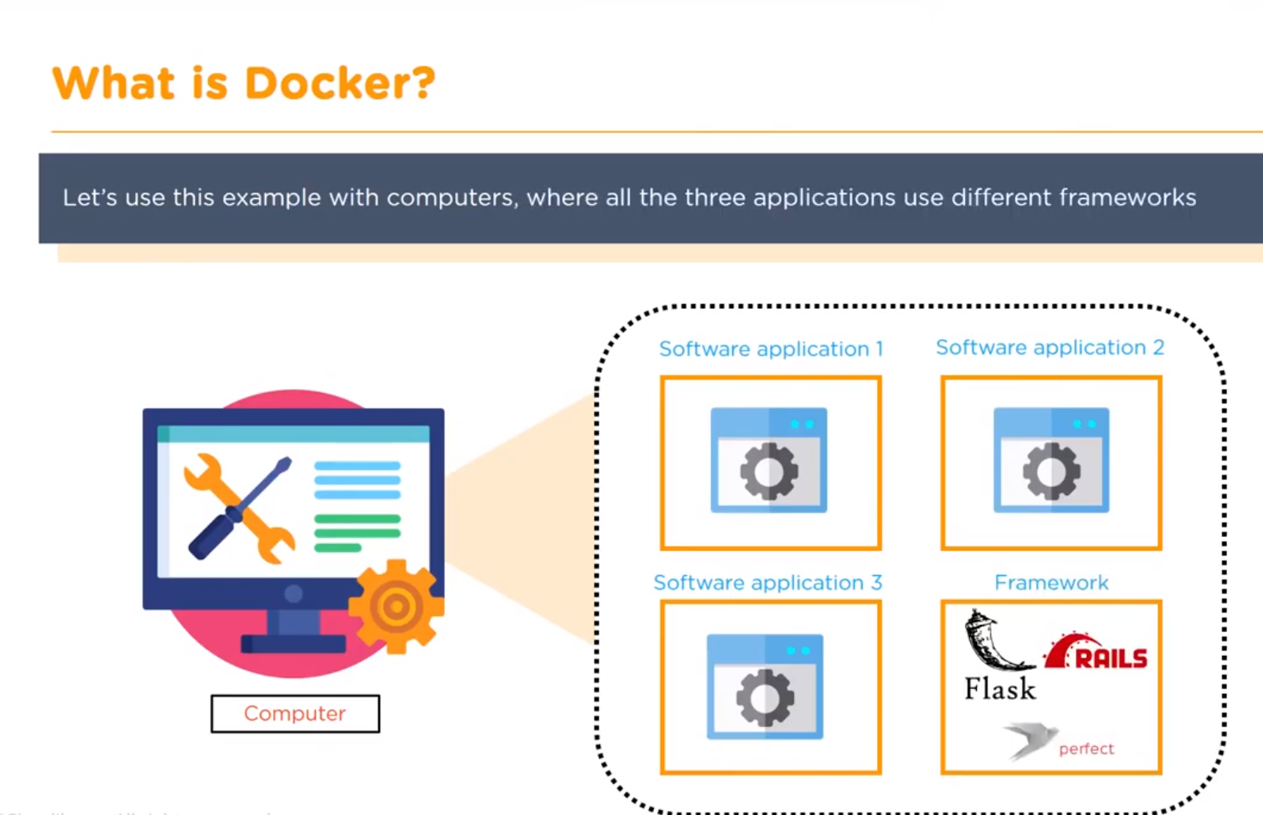 What is Docker?
Let's use this example with computers, where all the three applications use different frameworks
Software application 1
Software application 2
Software application 3
Framework
Flask
RAILS
perfect
Computer